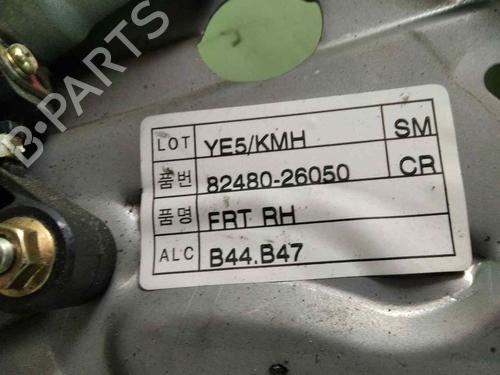 B-PARTS
LOT YE5/KMH SM
품번 82480-26050 CR
품명 FRT RH
ALC B44.B47